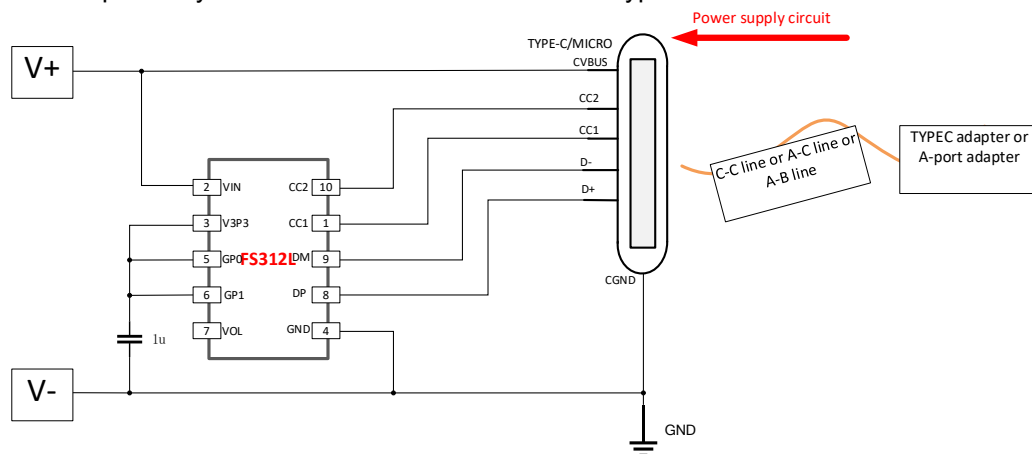 Power supply circuit
TYPE-C/MICRO
V+
CVBUS
CC2
CC1
D-
D+
TYPEC adapter or
A-port adapter
C-C line or A-C line or
A-B line
2 VIN CC2 10
3 V3P3 CC1 1
5 GP0 FS312L DM 9
6 GP1 DP 8
7 VOL GND 4
CGND
1u
V-
GND